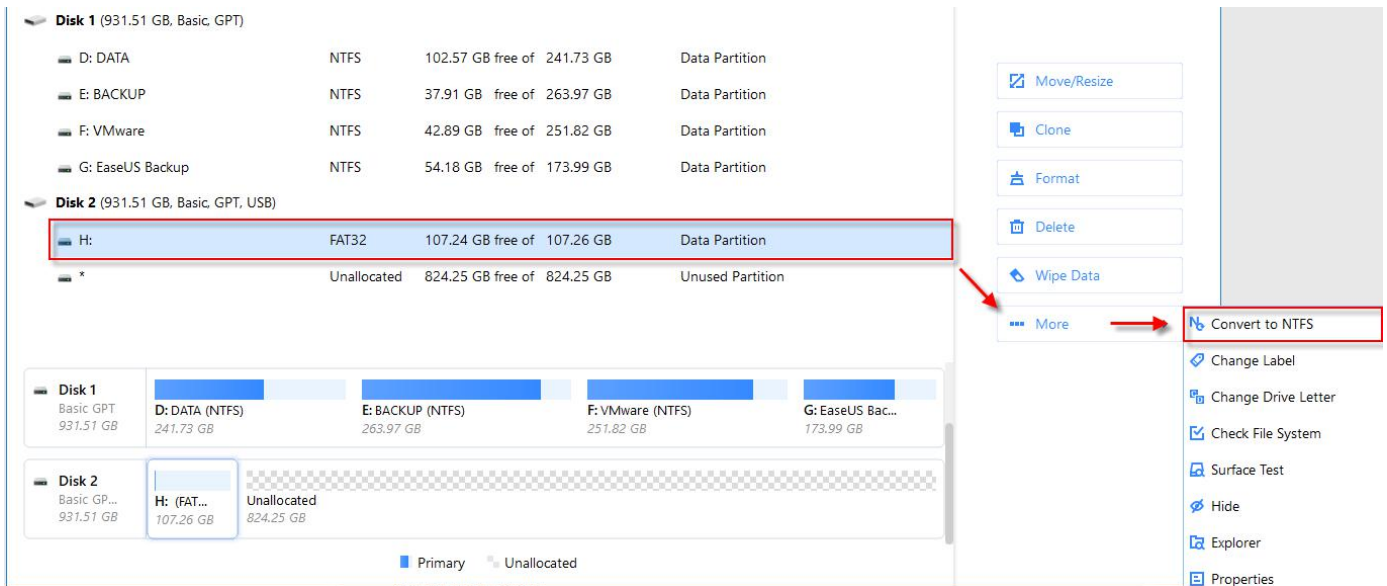 Disk 1 (931.51 GB, Basic, GPT)
D: DATA NTFS 102.57 GB free of 241.73 GB Data Partition
E: BACKUP NTFS 37.91 GB free of 263.97 GB Data Partition
F: VMware NTFS 42.89 GB free of 251.82 GB Data Partition
G: EaseUS Backup NTFS 54.18 GB free of 173.99 GB Data Partition
Disk 2 (931.51 GB, Basic, GPT, USB)
H: FAT32 107.24 GB free of 107.26 GB Data Partition
* Unallocated 824.25 GB free of 824.25 GB Unused Partition
Move/Resize
Clone
Format
Delete
Wipe Data
More
Convert to NTFS
Change Label
Change Drive Letter
Check File System
Surface Test
Hide
Explorer
Properties
Disk 1
Basic GPT
931.51 GB
D: DATA (NTFS)
241.73 GB
E: BACKUP (NTFS)
263.97 GB
F: VMware (NTFS)
251.82 GB
G: EaseUS Bac...
173.99 GB
Disk 2
Basic GP...
931.51 GB
H: (FAT...
107.26 GB
Unallocated
824.25 GB
Primary Unallocated